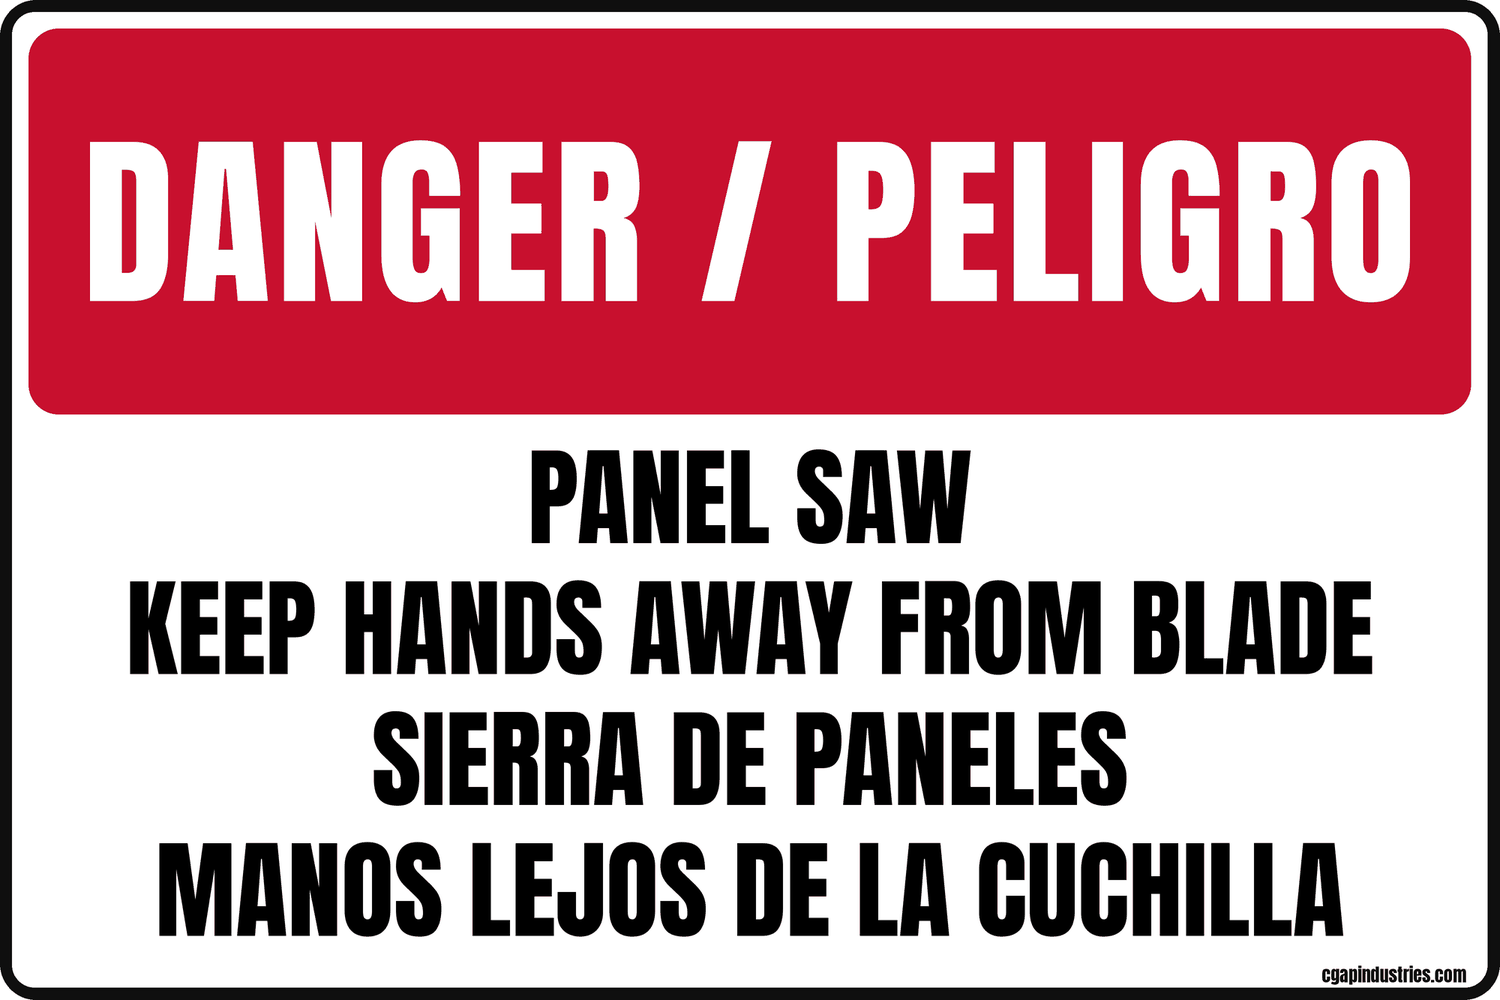 DANGER / PELIGRO
PANEL SAW
KEEP HANDS AWAY FROM BLADE
SIERRA DE PANELES
MANOS LEJOS DE LA CUCHILLA
cgapindustries.com